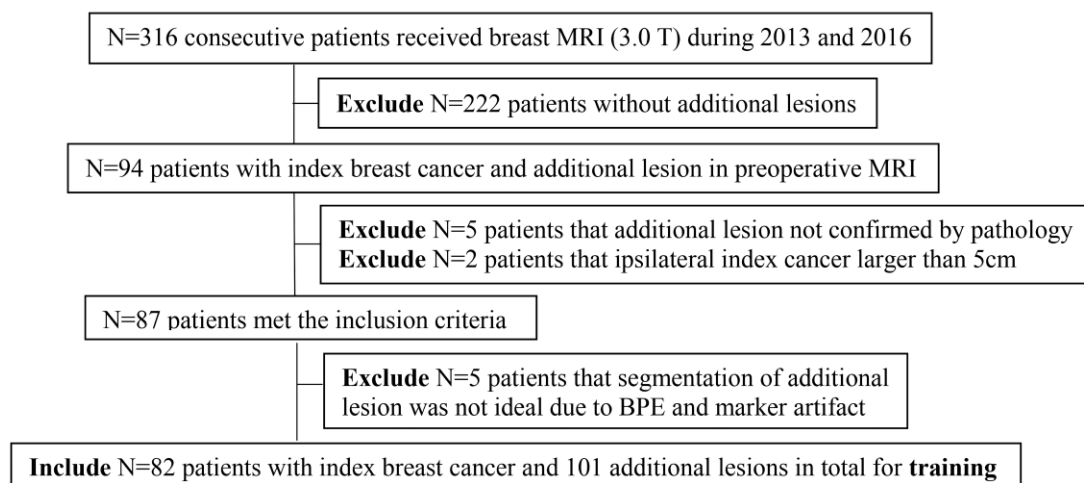 N=316 consecutive patients received breast MRI (3.0 T) during 2013 and 2016
Exclude N=222 patients without additional lesions
N=94 patients with index breast cancer and additional lesion in preoperative MRI
Exclude N=5 patients that additional lesion not confirmed by pathology
Exclude N=2 patients that ipsilateral index cancer larger than 5cm
N=87 patients met the inclusion criteria
Exclude N=5 patients that segmentation of additional
lesion was not ideal due to BPE and marker artifact
Include N=82 patients with index breast cancer and 101 additional lesions in total for training